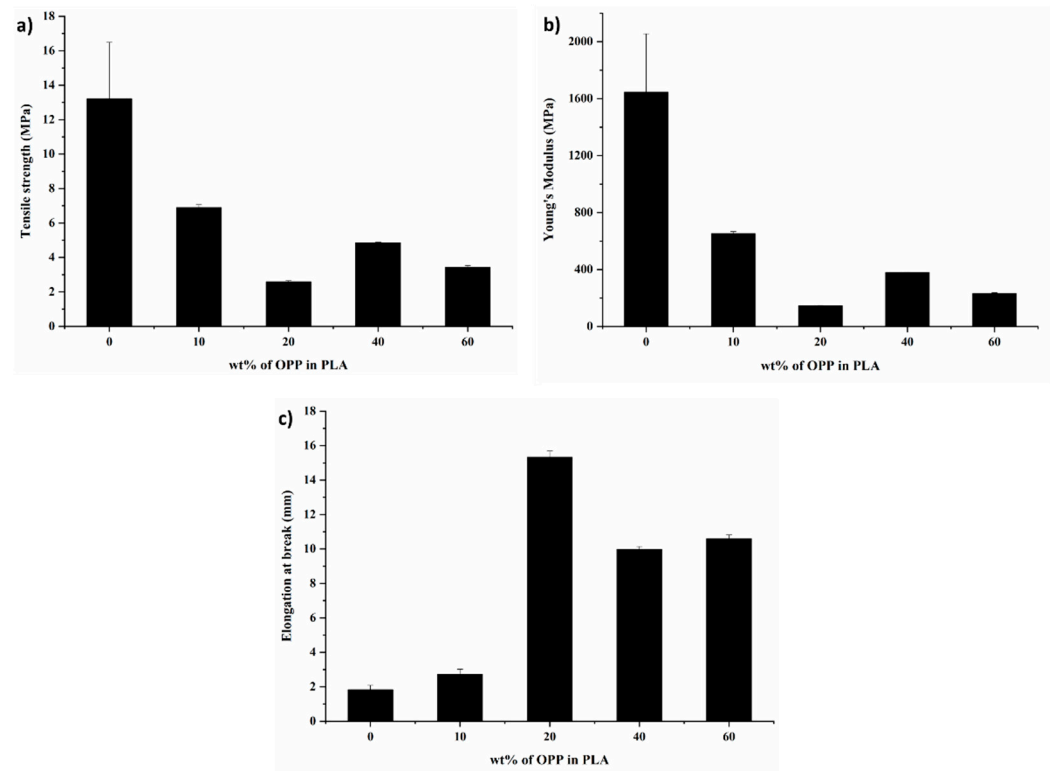 a)
18
16
14
12
10
8
6
4
2
0
Tensile strength (MPa)
0 10 20 40 60
wt% of OPP in PLA
b)
2000
1600
1200
800
400
0
Young's Modulus (MPa)
0 10 20 40 60
wt% of OPP in PLA
c)
18
16
14
12
10
8
6
4
2
0
Elongation at break (mm)
0 10 20 40 60
wt% of OPP in PLA